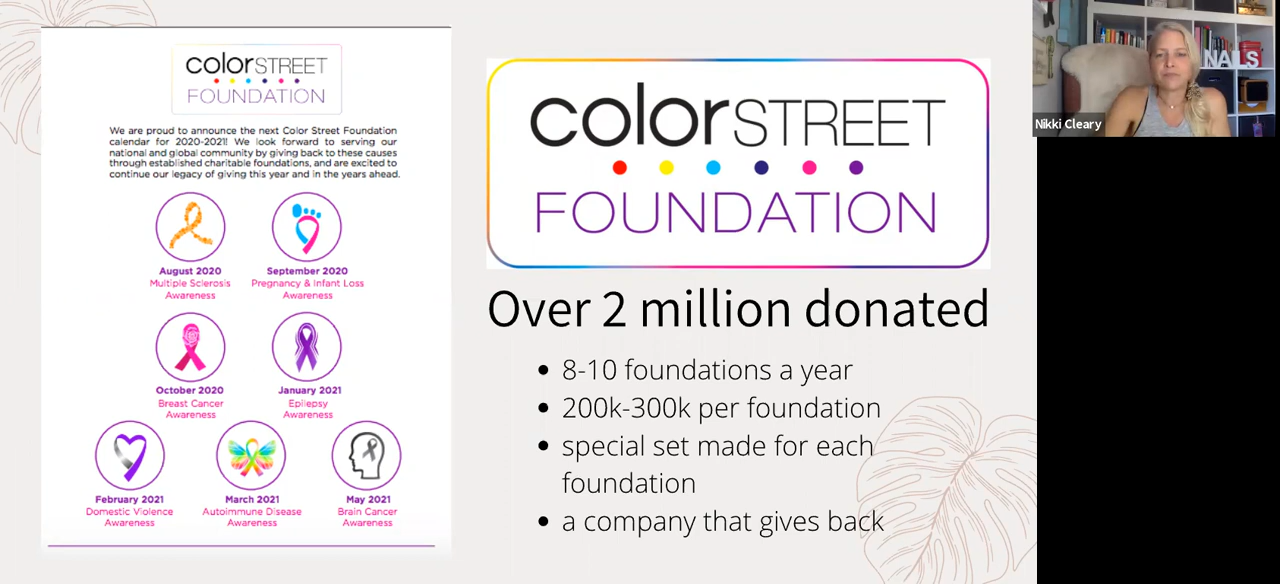 colorSTREET
FOUNDATION
We are proud to announce the next Color Street Foundation
calendar for 2020-2021! We look forward to serving our
national and global community by giving back to these causes
through established charitable foundations, and are excited to
continue our legacy of giving this year and in the years ahead.
August 2020
Multiple Sclerosis
Awareness
September 2020
Pregnancy & Infant Loss
Awareness
October 2020
Breast Cancer
Awareness
January 2021
Epilepsy
Awareness
February 2021
Domestic Violence
Awareness
March 2021
Autoimmune Disease
Awareness
May 2021
Brain Cancer
Awareness
colorSTREET
FOUNDATION
Over 2 million donated
• 8-10 foundations a year
• 200k-300k per foundation
• special set made for each
foundation
• a company that gives back
NAILS
Nikki Cleary